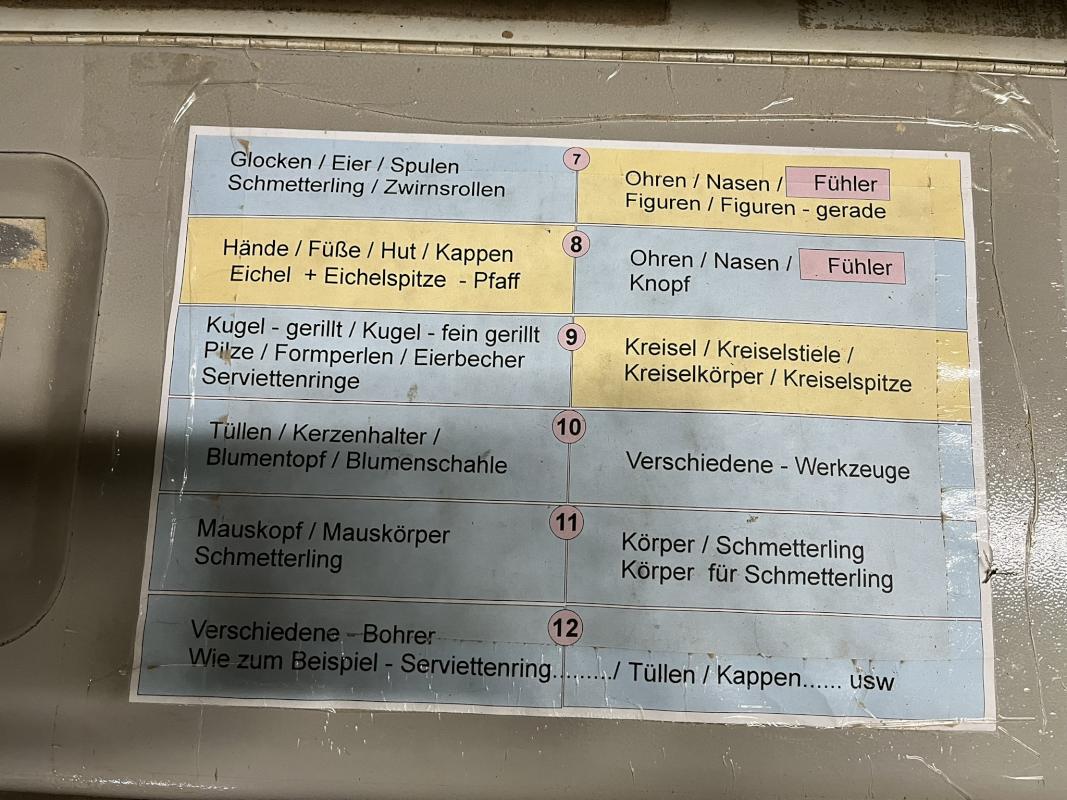 Glocken / Eier / Spulen
Schmetterling / Zwirnsrollen
7
Ohren / Nasen / Fühler
Figuren / Figuren - gerade
Hände / Füße / Hut / Kappen
Eichel + Eichelspitze - Pfaff
8
Ohren / Nasen / Fühler
Knopf
Kugel - gerillt / Kugel - fein gerillt
Pilze / Formperlen / Eierbecher
Serviettenringe
9
Kreisel / Kreiselstiele /
Kreiselkörper / Kreiselspitze
Tüllen / Kerzenhalter /
Blumentopf / Blumenschahle
10
Verschiedene - Werkzeuge
Mauskopf / Mauskörper
Schmetterling
11
Körper / Schmetterling
Körper für Schmetterling
12
Verschiedene - Bohrer
Wie zum Beispiel - Serviettenring........./ Tüllen / Kappen...... usw